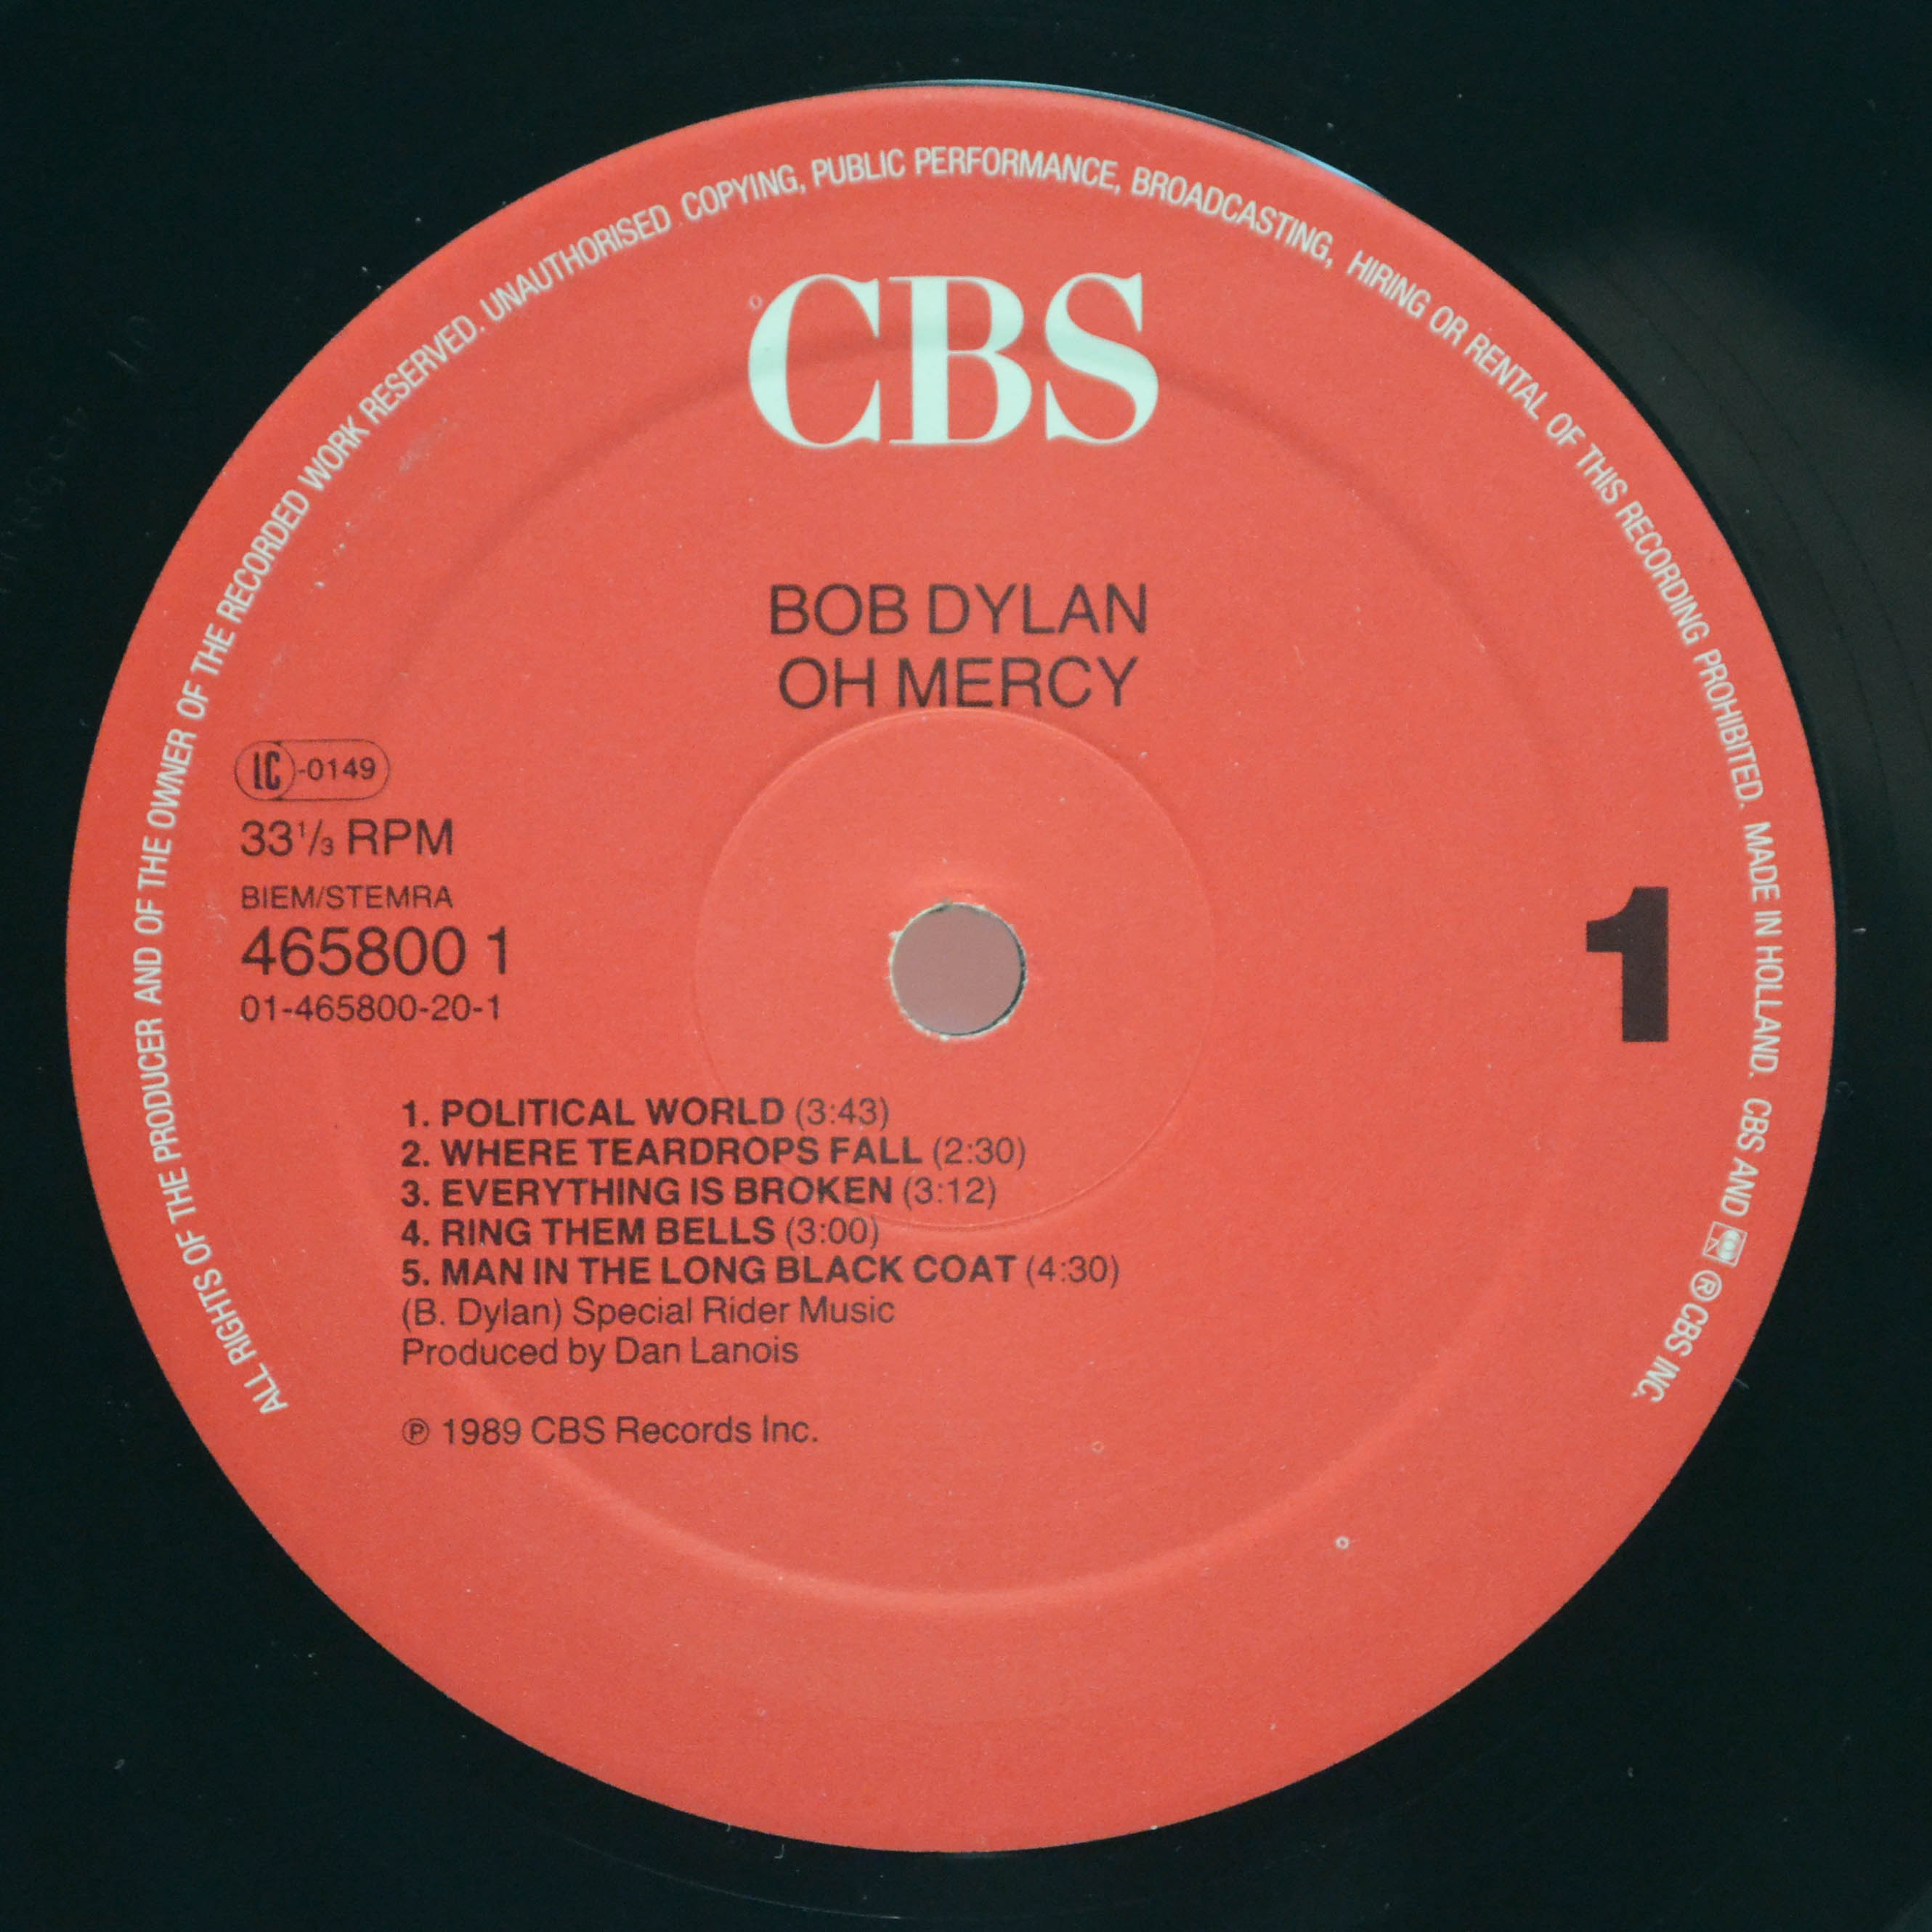 ALL RIGHTS OF THE PRODUCER AND OF THE OWNER OF THE RECORDED WORK RESERVED. UNAUTHORISED COPYING, PUBLIC PERFORMANCE, BROADCASTING, HIRING OR RENTAL OF THIS RECORDING PROHIBITED. MADE IN HOLLAND. CBS AND ® CBS INC.
CBS
BOB DYLAN
OH MERCY
LC-0149
33⅓ RPM
BIEM/STEMRA
465800 1
01-465800-20-1
1
1. POLITICAL WORLD (3:43)
2. WHERE TEARDROPS FALL (2:30)
3. EVERYTHING IS BROKEN (3:12)
4. RING THEM BELLS (3:00)
5. MAN IN THE LONG BLACK COAT (4:30)
(B. Dylan) Special Rider Music
Produced by Dan Lanois
℗ 1989 CBS Records Inc.